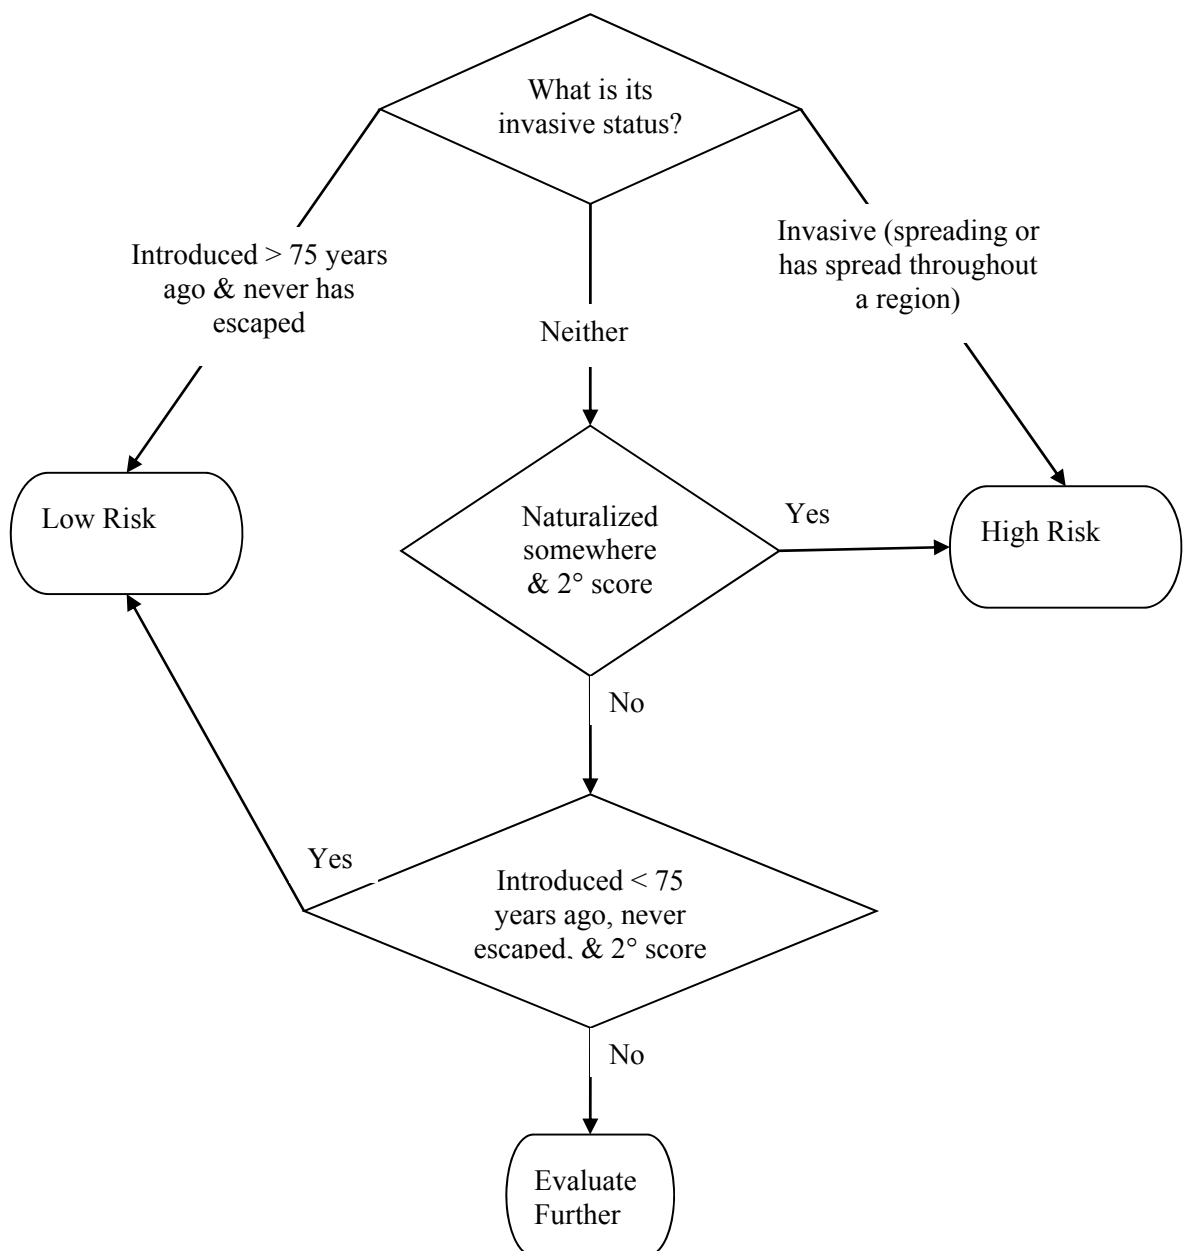 What is its
invasive status?
Introduced > 75 years
ago & never has
escaped
Invasive (spreading or
has spread throughout
a region)
Neither
Low Risk
Naturalized
somewhere
& 2° score
Yes
High Risk
No
Yes
Introduced < 75
years ago, never
escaped, & 2° score
No
Evaluate
Further